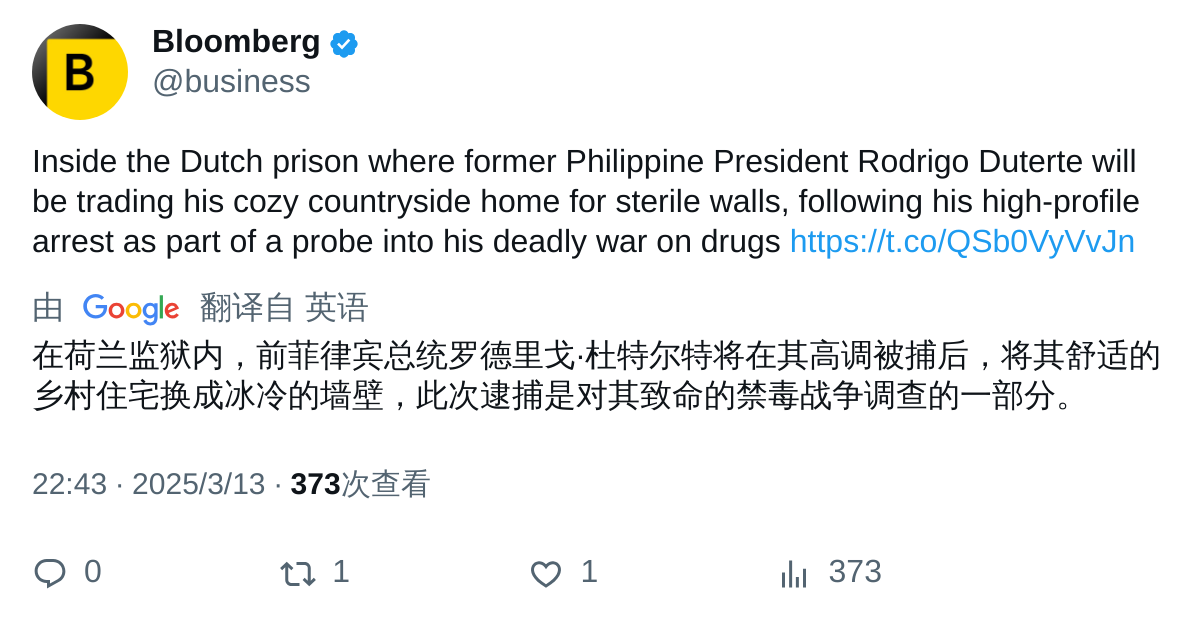 B
Bloomberg
@business
Inside the Dutch prison where former Philippine President Rodrigo Duterte will
be trading his cozy countryside home for sterile walls, following his high-profile
arrest as part of a probe into his deadly war on drugs https://t.co/QSb0VyVvJn
由 Google 翻译自 英语
在荷兰监狱内，前菲律宾总统罗德里戈·杜特尔特将在其高调被捕后，将其舒适的
乡村住宅换成冰冷的墙壁，此次逮捕是对其致命的禁毒战争调查的一部分。
22:43 · 2025/3/13 · 373次查看
0 1 1 373